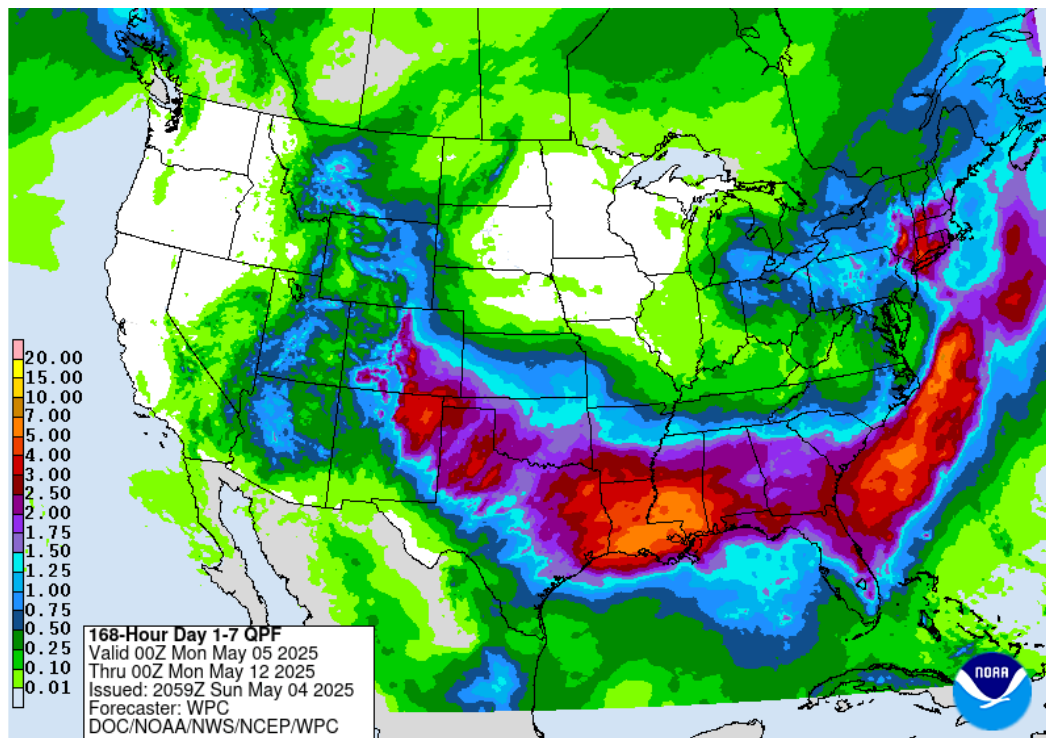 20.00
15.00
10.00
7.00
5.00
4.00
3.00
2.50
2.00
1.75
1.50
1.25
1.00
0.75
0.50
0.25
0.10
0.01
168-Hour Day 1-7 QPF
Valid 00Z Mon May 05 2025
Thru 00Z Mon May 12 2025
Issued: 2059Z Sun May 04 2025
Forecaster: WPC
DOC/NOAA/NWS/NCEP/WPC
NOAA